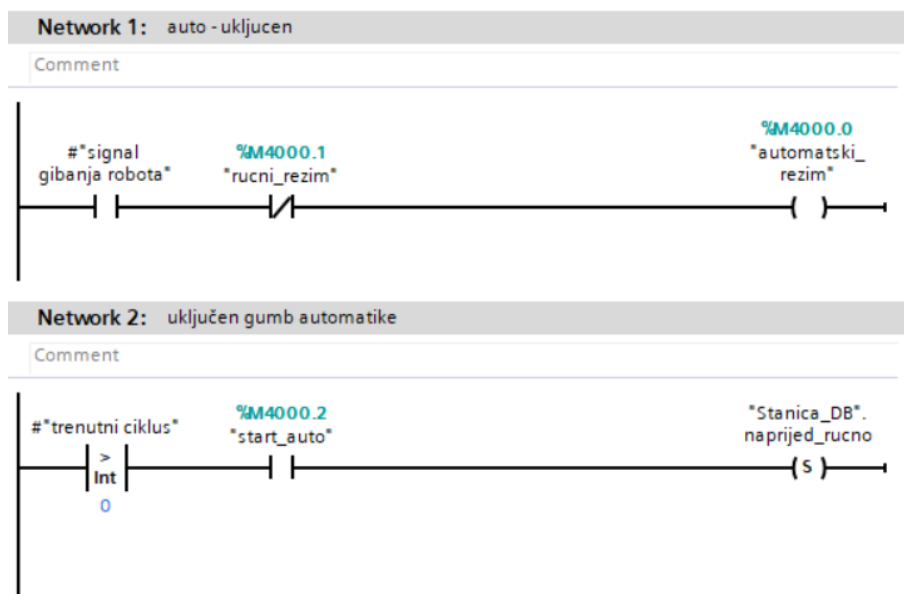 Network 1: auto - ukljucen
Comment
#"signal
gibanja robota"
%M4000.1
"rucni_rezim"
%M4000.0
"automatski_
rezim"
Network 2: uključen gumb automatike
Comment
#"trenutni ciklus"
>
Int
0
%M4000.2
"start_auto"
"Stanica_DB".
naprijed_rucno
S